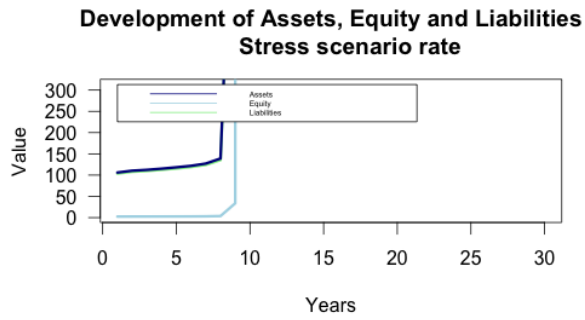 Development of Assets, Equity and Liabilities
Stress scenario rate
Value
300
250
200
150
100
50
0
Assets
Equity
Liabilities
0 5 10 15 20 25 30
Years